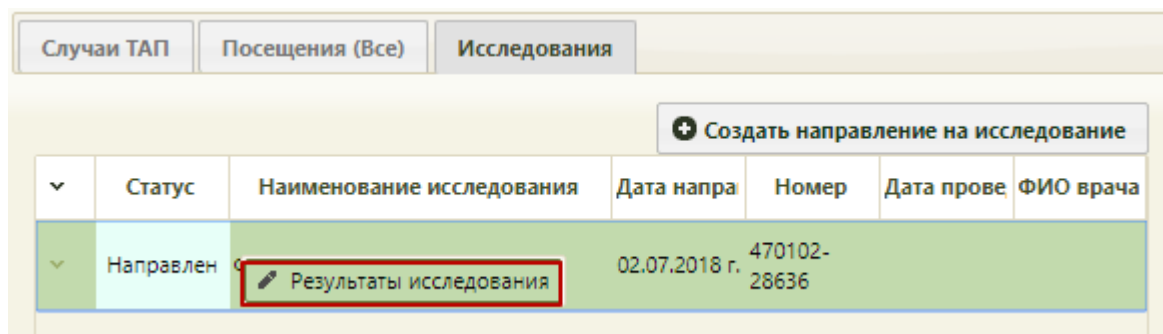 Случаи ТАП Посещения (Все) Исследования
Создать направление на исследование
Статус Наименование исследования Дата напра Номер Дата прове ФИО врача
Направлен 02.07.2018 г. 470102-
28636
Результаты исследования